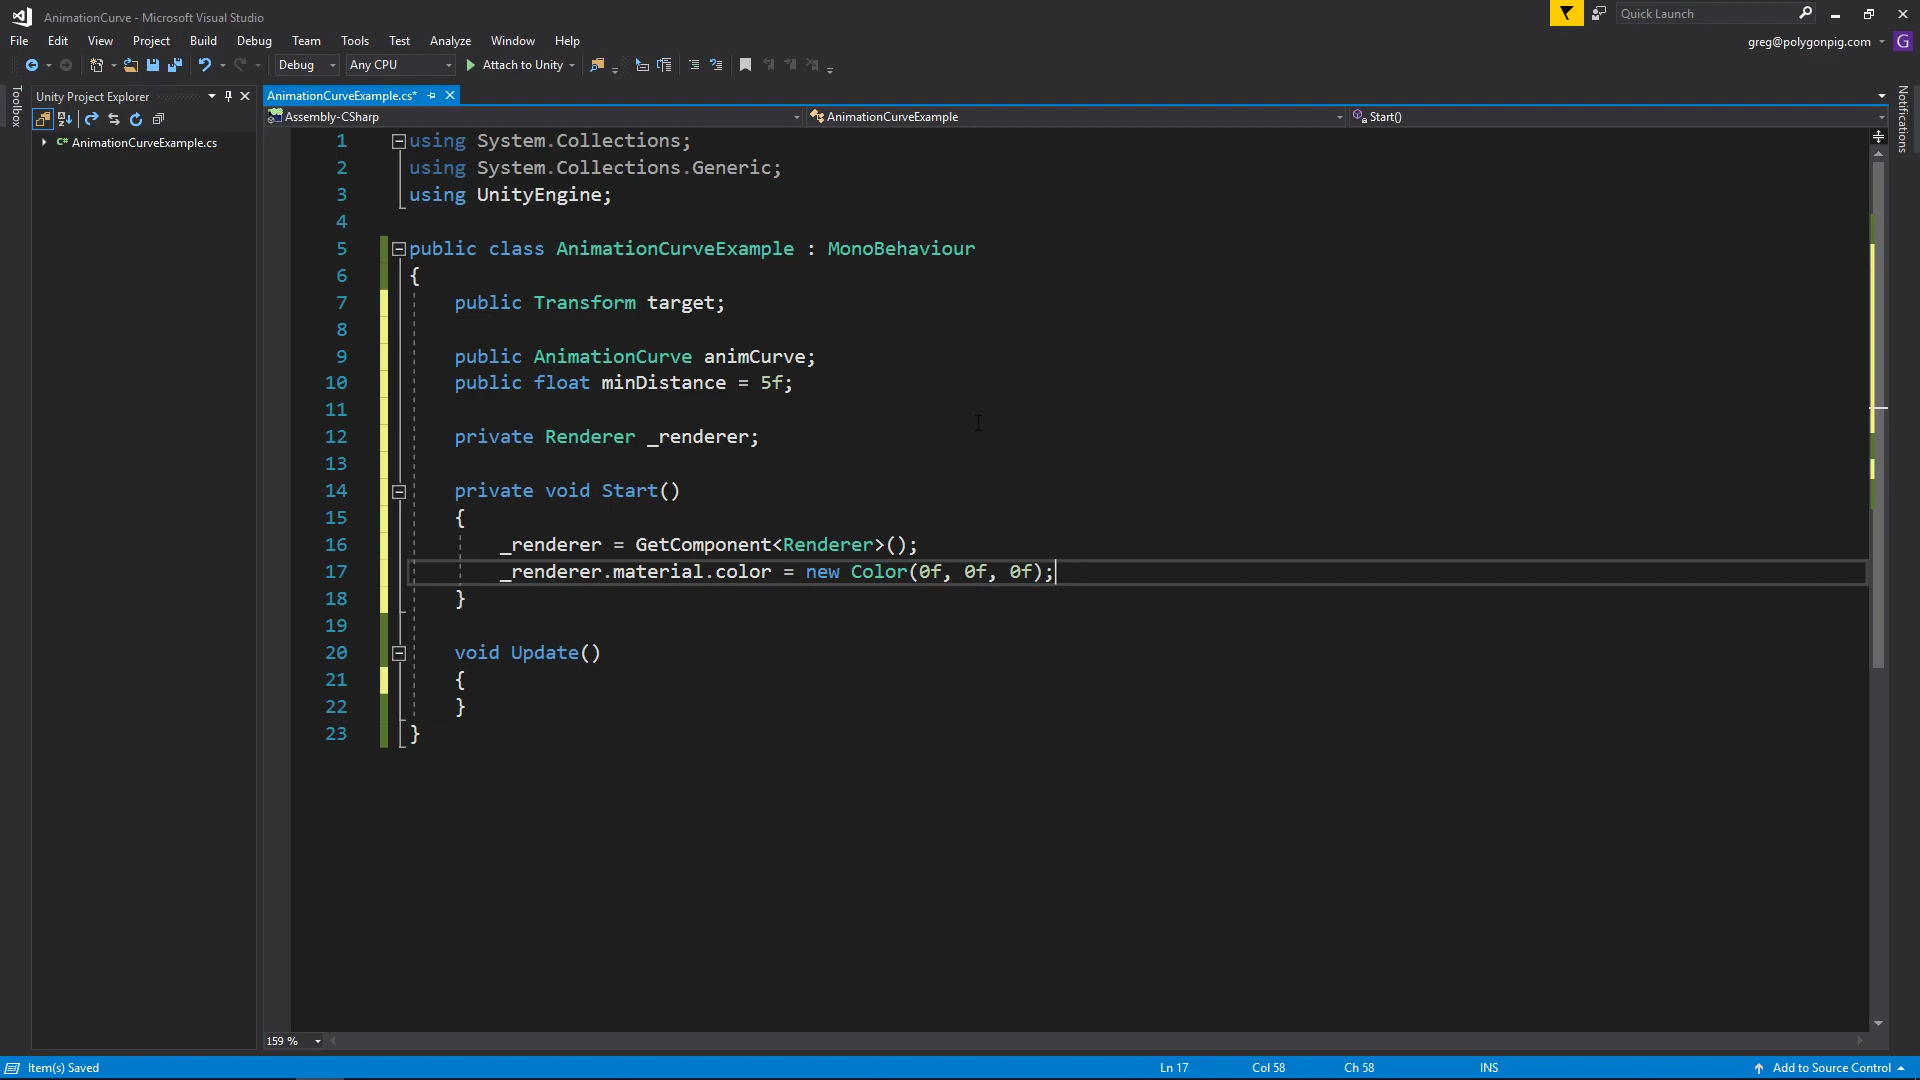 AnimationCurve - Microsoft Visual Studio
Quick Launch
File Edit View Project Build Debug Team Tools Test Analyze Window Help
greg@polygonpig.com G
Debug Any CPU Attach to Unity
Toolbox
Unity Project Explorer
AnimationCurveExample.cs*
Notifications
Assembly-CSharp AnimationCurveExample Start()
AnimationCurveExample.cs
1 using System.Collections;
2 using System.Collections.Generic;
3 using UnityEngine;
4
5 public class AnimationCurveExample : MonoBehaviour
6 {
7 public Transform target;
8
9 public AnimationCurve animCurve;
10 public float minDistance = 5f;
11
12 private Renderer _renderer;
13
14 private void Start()
15 {
16 _renderer = GetComponent<Renderer>();
17 _renderer.material.color = new Color(0f, 0f, 0f);
18 }
19
20 void Update()
21 {
22 }
23 }
159 %
Item(s) Saved Ln 17 Col 58 Ch 58 INS Add to Source Control